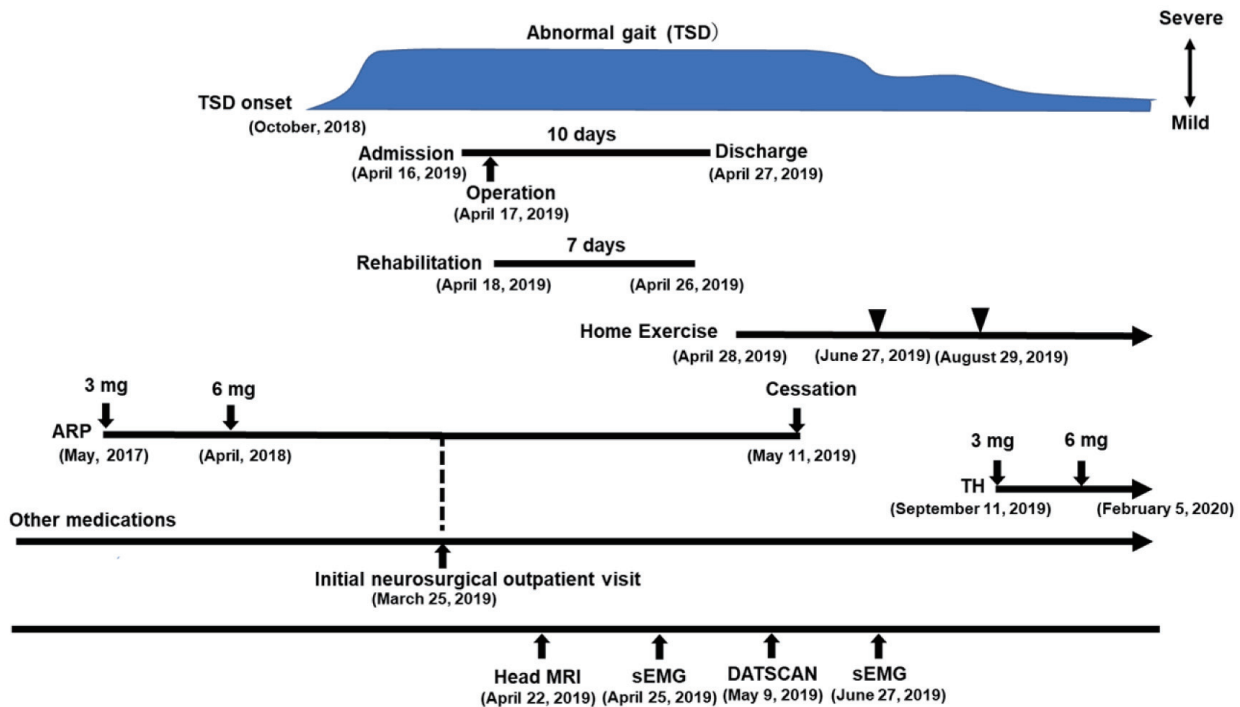 Abnormal gait (TSD)
Severe
Mild
TSD onset
(October, 2018)
10 days
Admission
(April 16, 2019)
Discharge
(April 27, 2019)
Operation
(April 17, 2019)
7 days
Rehabilitation
(April 18, 2019)
(April 26, 2019)
Home Exercise
(April 28, 2019)
(June 27, 2019)
(August 29, 2019)
3 mg
6 mg
Cessation
ARP
(May, 2017)
(April, 2018)
(May 11, 2019)
3 mg
6 mg
TH
(September 11, 2019)
(February 5, 2020)
Other medications
Initial neurosurgical outpatient visit
(March 25, 2019)
Head MRI
(April 22, 2019)
sEMG
(April 25, 2019)
DATSCAN
(May 9, 2019)
sEMG
(June 27, 2019)